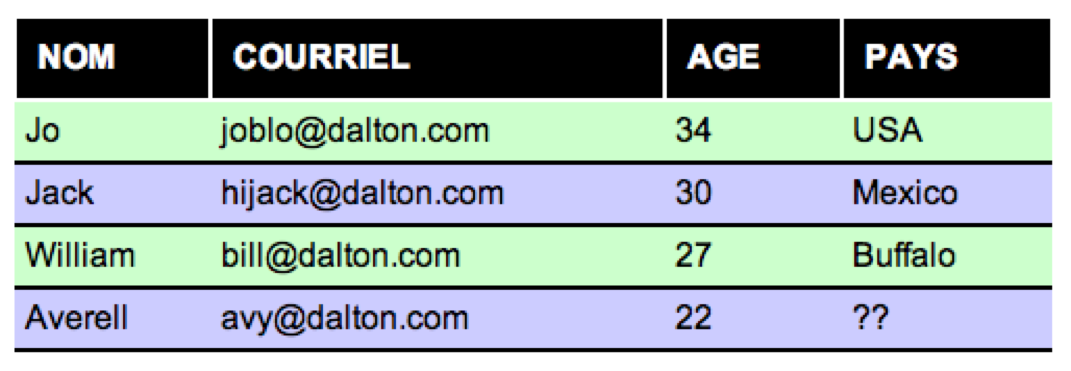 NOM COURRIEL AGE PAYS
Jo joblo@dalton.com 34 USA
Jack hijack@dalton.com 30 Mexico
William bill@dalton.com 27 Buffalo
Averell avy@dalton.com 22 ??